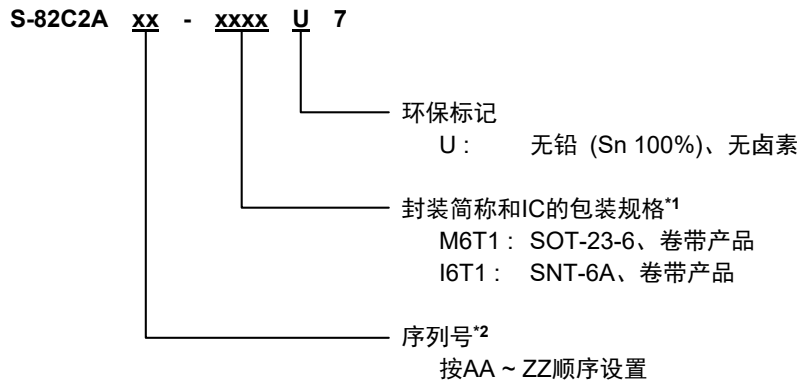 S-82C2A xx - xxxx U 7
环保标记
U : 无铅 (Sn 100%)、无卤素
封装简称和IC的包装规格*1
M6T1 : SOT-23-6、卷带产品
I6T1 : SNT-6A、卷带产品
序列号*2
按AA ~ ZZ顺序设置